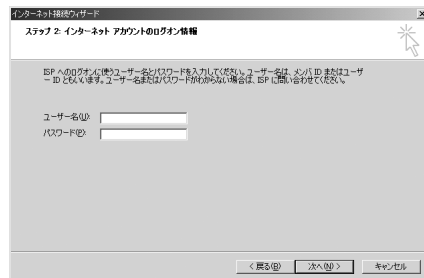 インターネット接続ウィザード
ステップ 2: インターネット アカウントのログオン情報
ISP へのログオンに使うユーザー名とパスワードを入力してください。ユーザー名は、メンバ ID またはユーザ
ー ID ともいいます。ユーザー名またはパスワードがわからない場合は、ISP に問い合わせてください。
ユーザー名(U):
パスワード(P):
< 戻る(B)
次へ(N) >
キャンセル